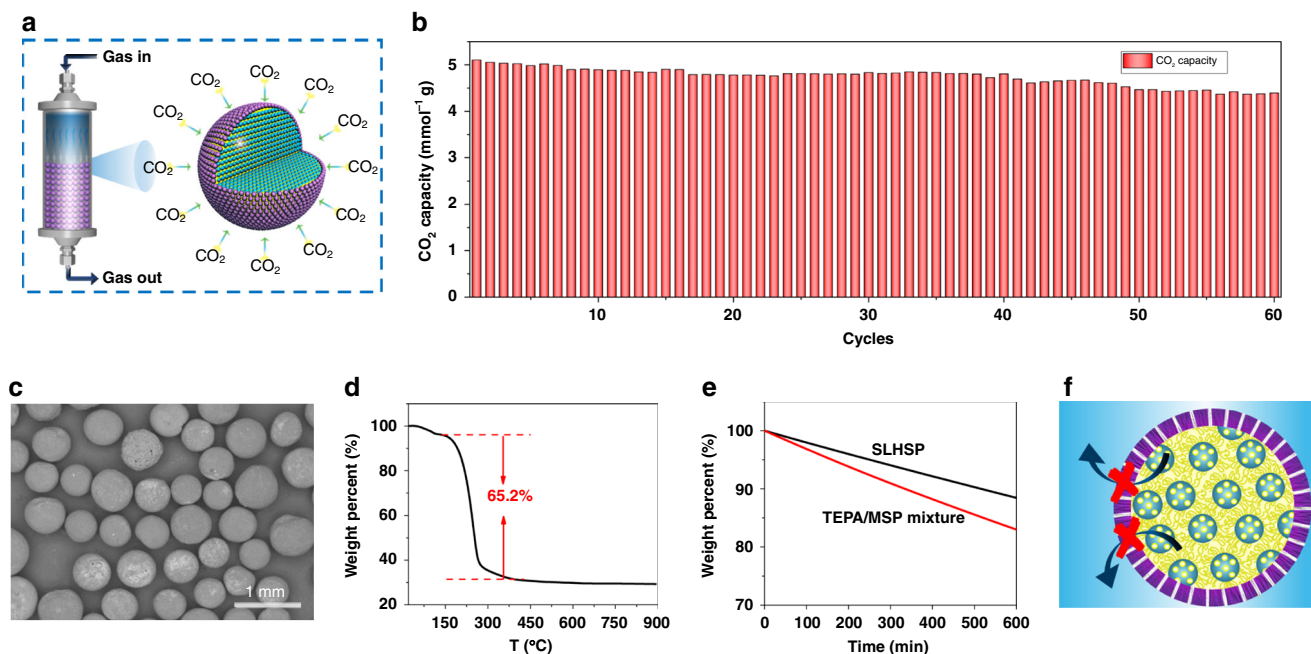 a
Gas in
Gas out
CO₂
CO₂
CO₂
CO₂
CO₂
CO₂
CO₂
CO₂
CO₂
CO₂
CO₂
CO₂
b
CO₂ capacity (mmol⁻¹ g)
5
4
3
2
1
0
CO₂ capacity
10
20
30
40
50
60
Cycles
c
1 mm
d
Weight percent (%)
100
80
60
40
20
65.2%
150
300
450
600
750
900
T (°C)
e
Weight percent (%)
100
90
80
70
SLHSP
TEPA/MSP mixture
0
100
200
300
400
500
600
Time (min)
f